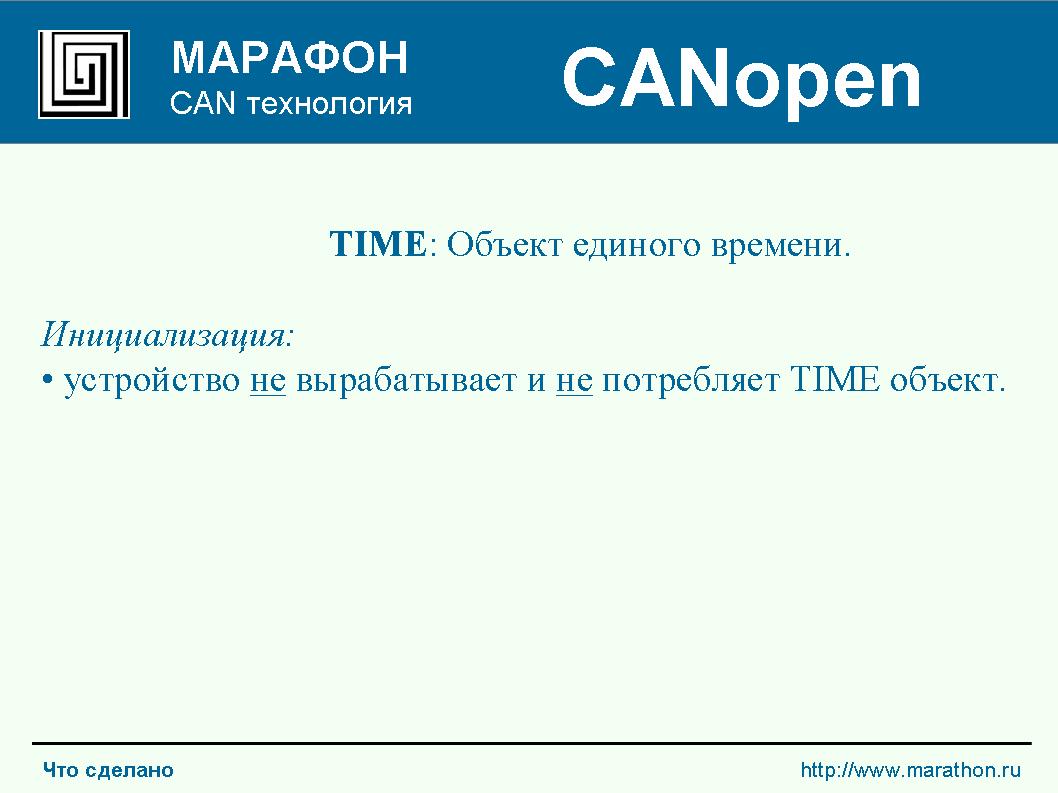 МАРАФОН
CAN технология
CANopen
TIME: Объект единого времени.
Инициализация:
• устройство не вырабатывает и не потребляет TIME объект.
Что сделано
http://www.marathon.ru